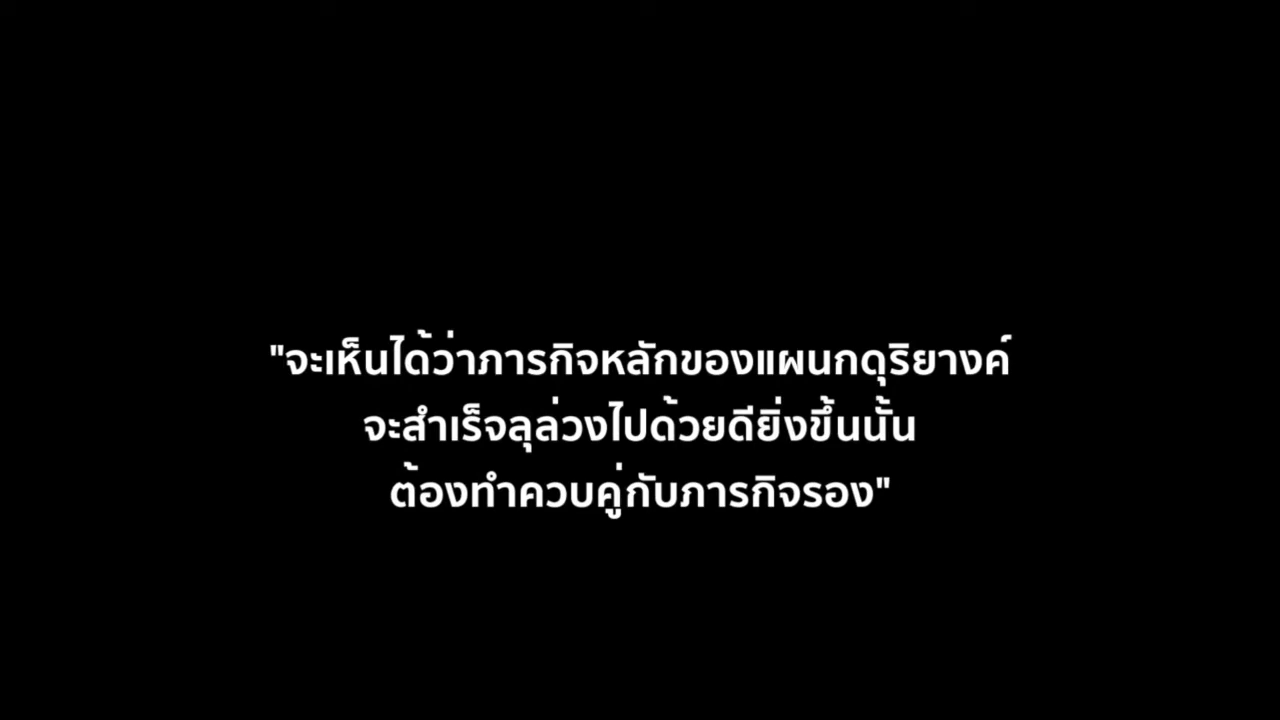 "จะเห็นได้ว่าภารกิจหลักของแผนกดุริยางค์
จะสำเร็จลุล่วงไปด้วยดียิ่งขึ้นนั้น
ต้องทำควบคู่กับภารกิจรอง"